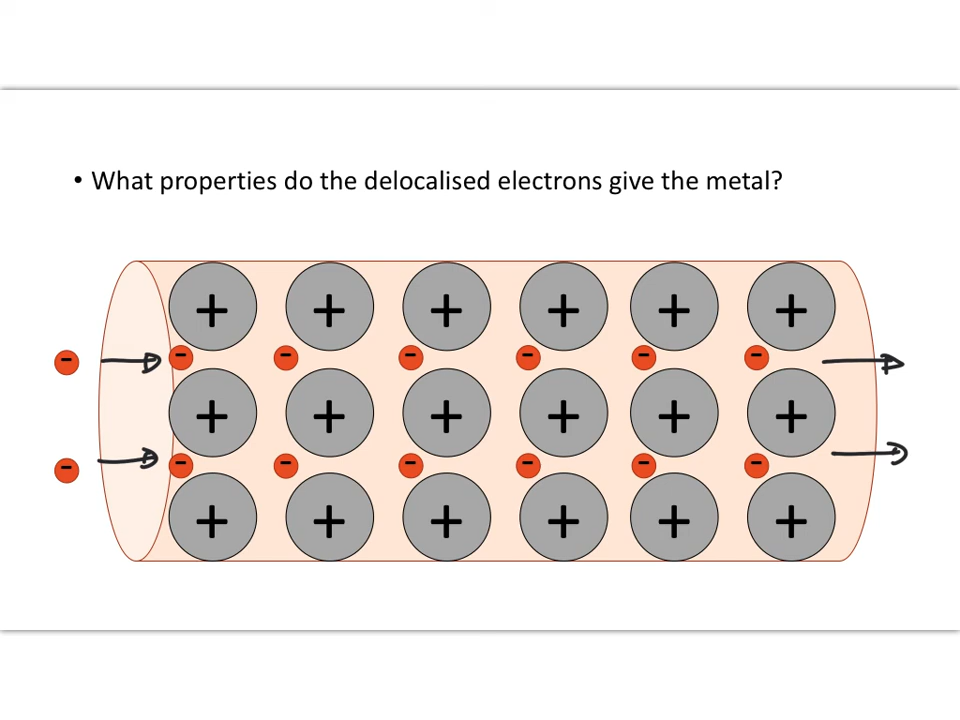 • What properties do the delocalised electrons give the metal?
+ + + + + +
- - - - - - -
+ + + + + +
- - - - - - -
+ + + + + +